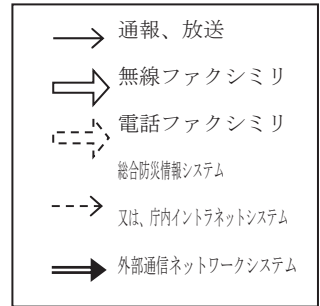 通報、放送
無線ファクシミリ
電話ファクシミリ
総合防災情報システム
又は、庁内イントラネットシステム
外部通信ネットワークシステム